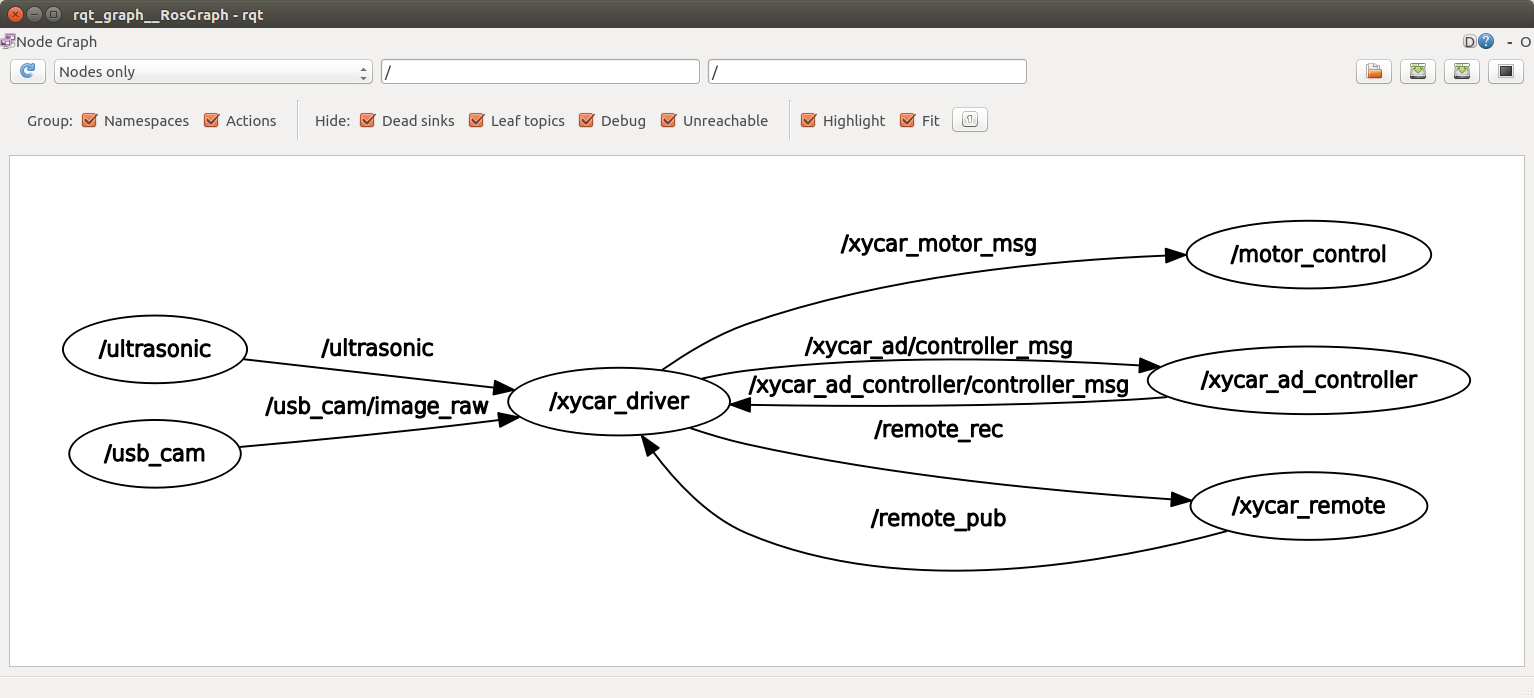 rqt_graph__RosGraph - rqt
Node Graph
D ? - O
Nodes only / /
Group: Namespaces Actions Hide: Dead sinks Leaf topics Debug Unreachable Highlight Fit
/xycar_motor_msg
/motor_control
/ultrasonic
/ultrasonic
/xycar_ad/controller_msg
/xycar_ad_controller
/xycar_ad_controller/controller_msg
/usb_cam/image_raw
/xycar_driver
/remote_rec
/usb_cam
/xycar_remote
/remote_pub